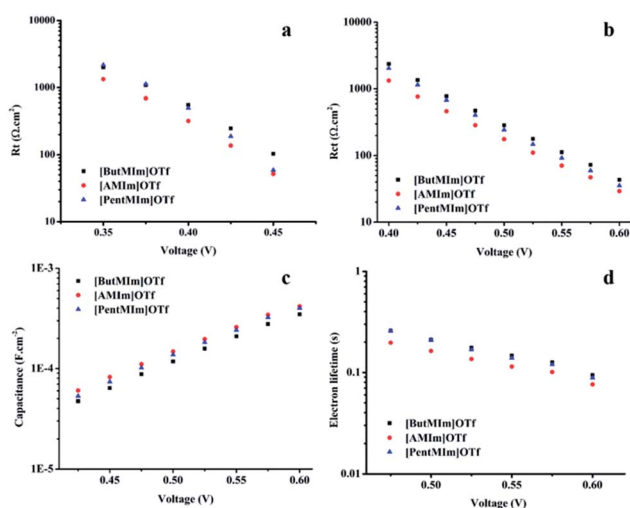 a
10000
1000
100
10
Rt (Ω.cm²)
[ButMIm]OTf
[AMIm]OTf
[PentMIm]OTf
0.35 0.40 0.45
Voltage (V)
b
10000
1000
100
10
Rct (Ω.cm²)
[ButMIm]OTf
[AMIm]OTf
[PentMIm]OTf
0.40 0.45 0.50 0.55 0.60
Voltage (V)
c
1E-3
1E-4
1E-5
Capacitance (F.cm⁻²)
[ButMIm]OTf
[AMIm]OTf
[PentMIm]OTf
0.45 0.50 0.55 0.60
Voltage (V)
d
1
0.1
0.01
Electron lifetime (s)
[ButMIm]OTf
[AMIm]OTf
[PentMIm]OTf
0.50 0.55 0.60
Voltage (V)